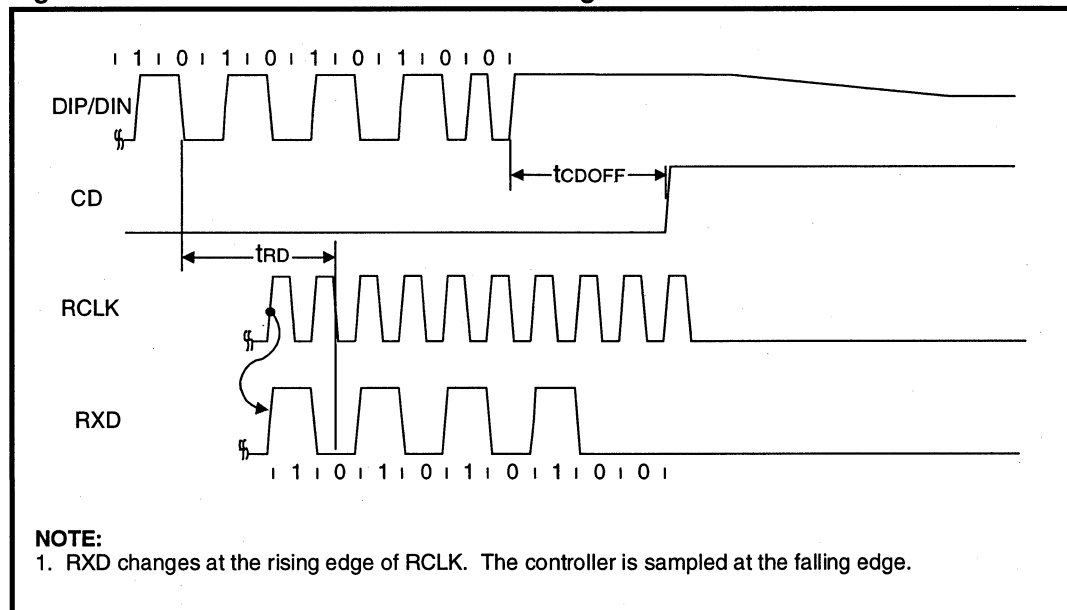 1 0 1 0 1 0 1 0 0
DIP/DIN
tCDOFF
CD
tRD
RCLK
RXD
1 0 1 0 1 0 1 0 0
NOTE:
1. RXD changes at the rising edge of RCLK. The controller is sampled at the falling edge.